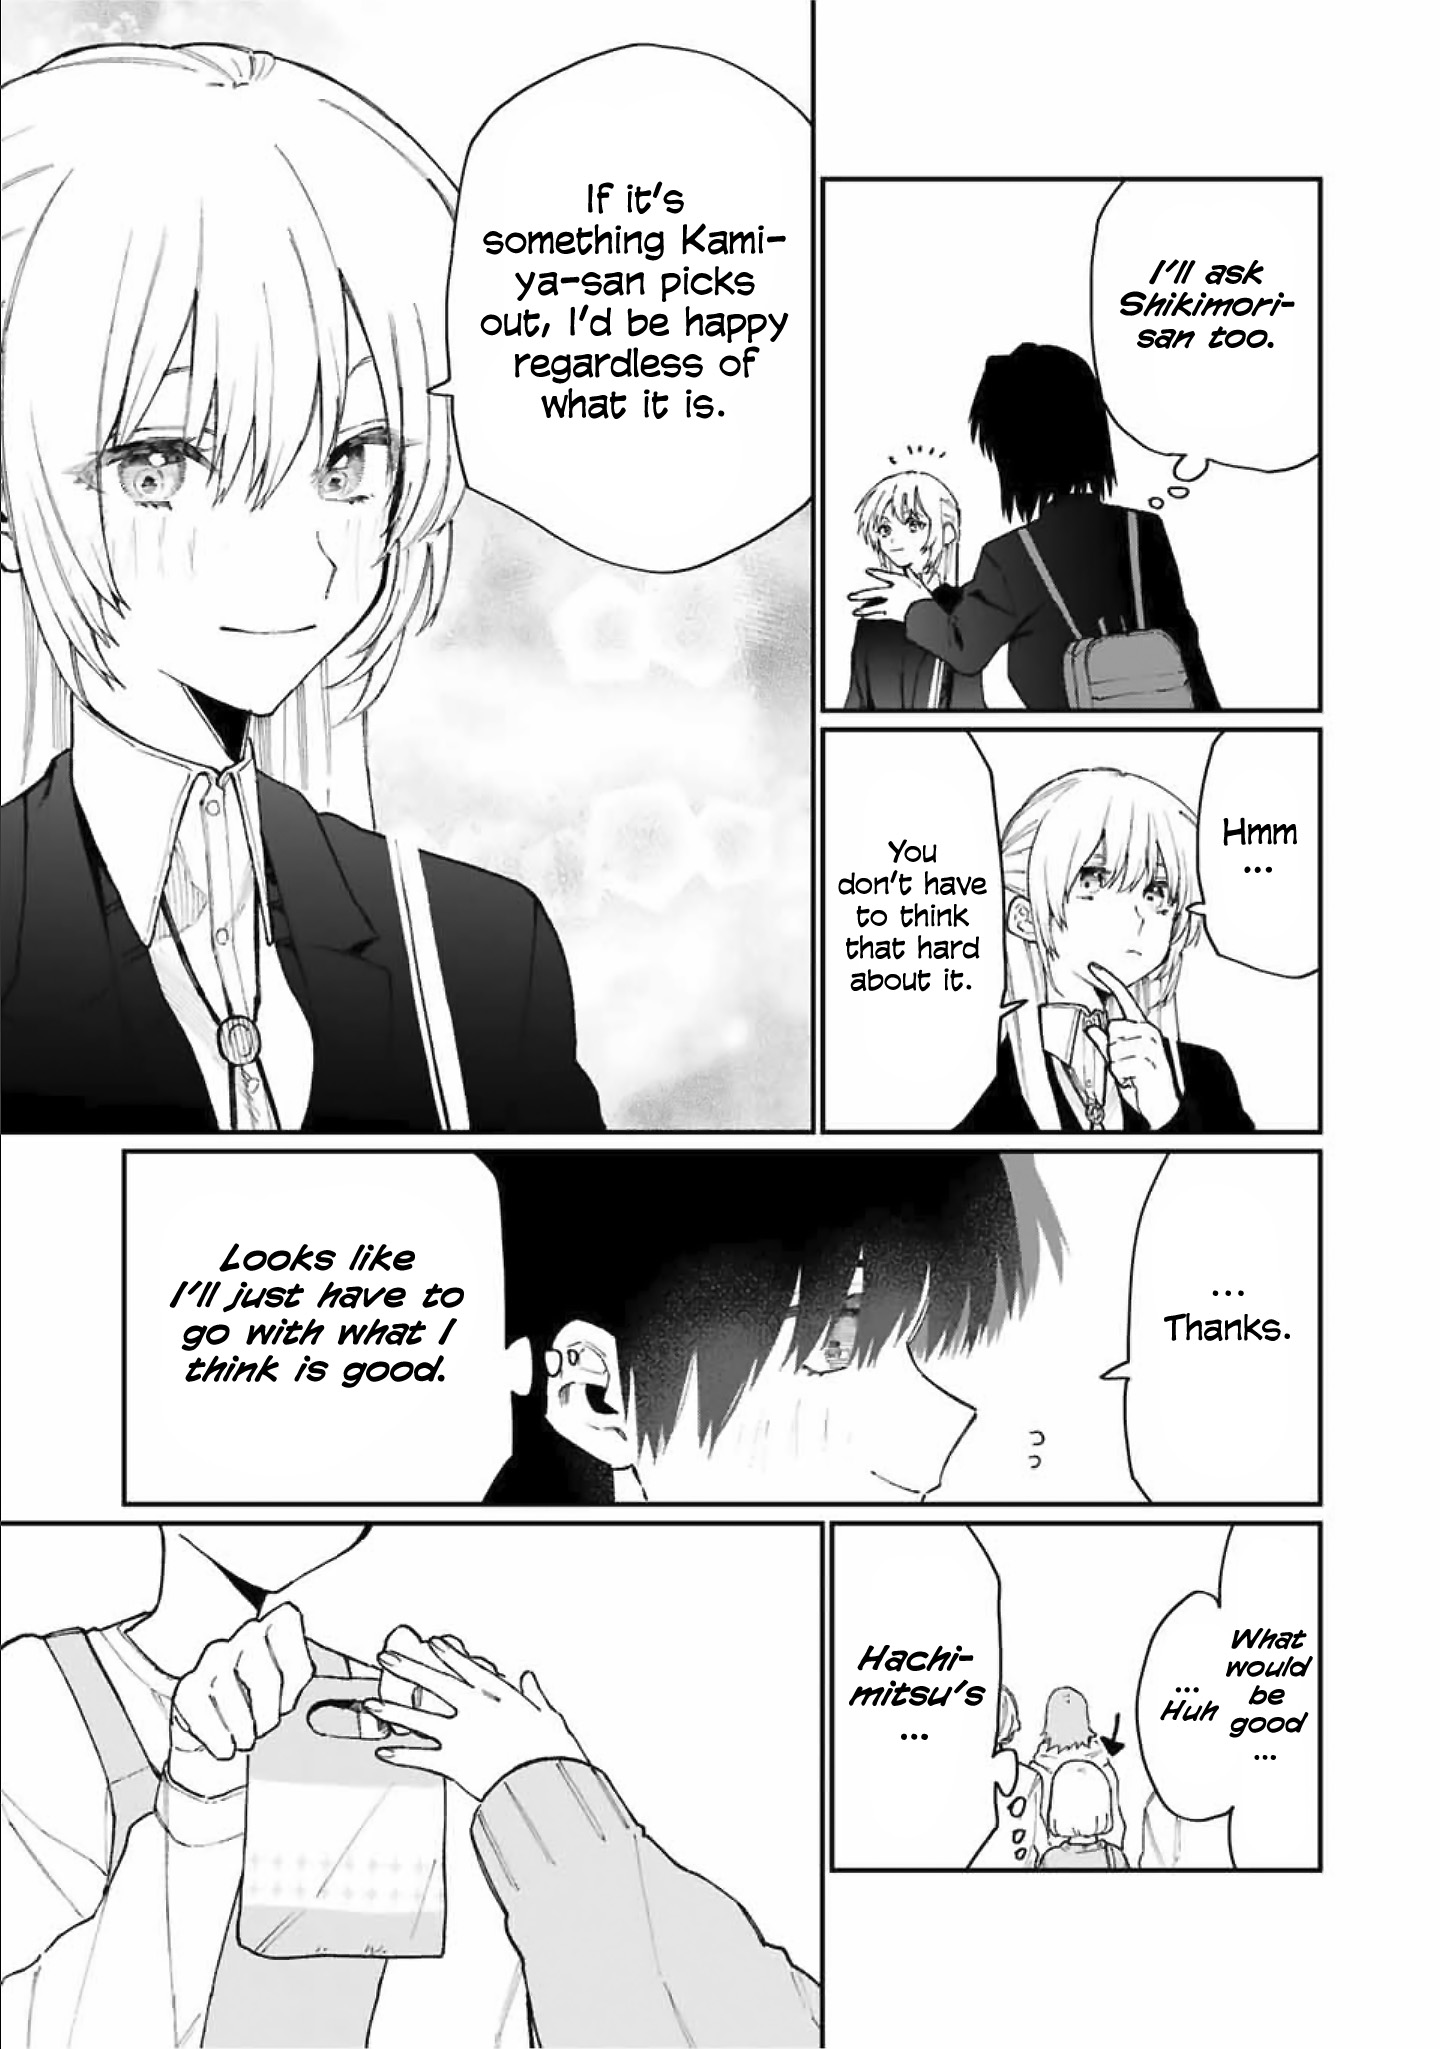 I'll ask
Shikimori-
san too.
Hmm
...
You
don't have
to think
that hard
about it.
If it's
something Kami-
ya-san picks
out, I'd be happy
regardless of
what it is.
...
Thanks.
Looks like
I'll just have to
go with what I
think is good.
What
would
be
good
...
...
Huh
Hachi-
mitsu's
...